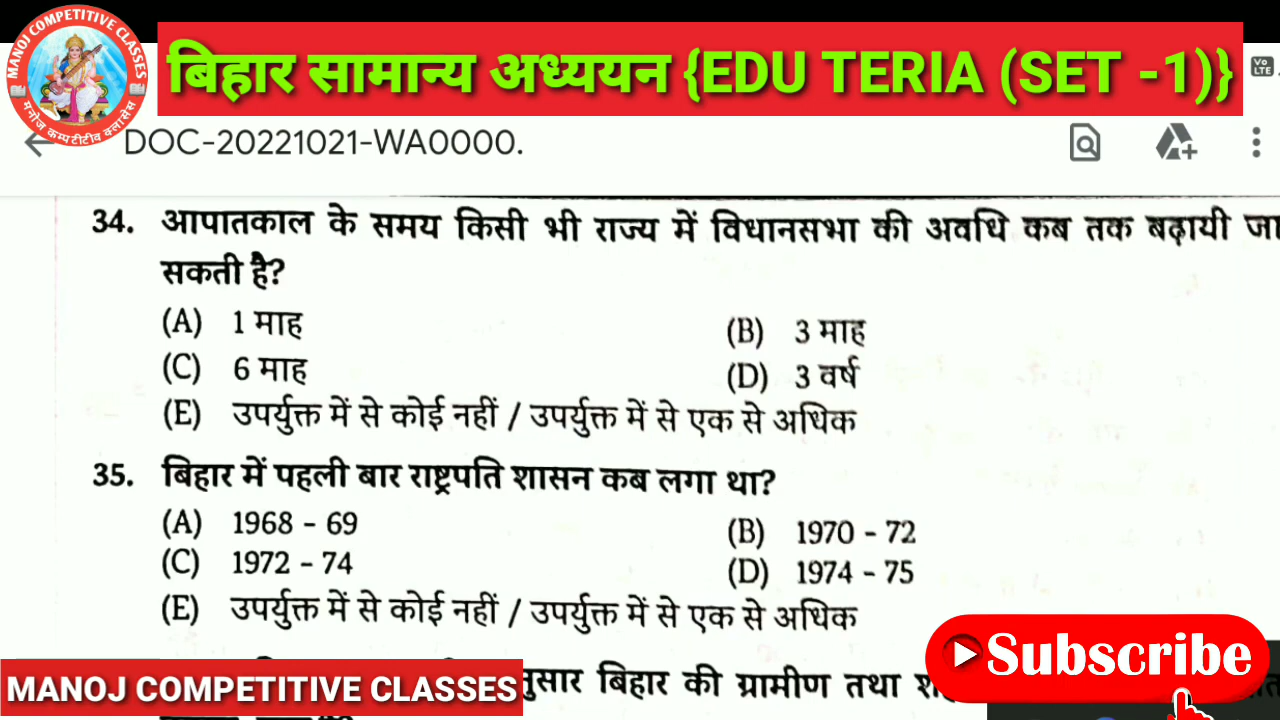 MANOJ COMPETITIVE CLASSES
मनोज कम्पटीटीव क्लासेस
बिहार सामान्य अध्ययन {EDU TERIA (SET -1)}
Vo LTE
DOC-20221021-WA0000.
34. आपातकाल के समय किसी भी राज्य में विधानसभा की अवधि कब तक बढ़ायी जा
सकती है?
(A) 1 माह (B) 3 माह
(C) 6 माह (D) 3 वर्ष
(E) उपर्युक्त में से कोई नहीं / उपर्युक्त में से एक से अधिक
35. बिहार में पहली बार राष्ट्रपति शासन कब लगा था?
(A) 1968 - 69 (B) 1970 - 72
(C) 1972 - 74 (D) 1974 - 75
(E) उपर्युक्त में से कोई नहीं / उपर्युक्त में से एक से अधिक
बिहार की ग्रामीण तथा
Subscribe
MANOJ COMPETITIVE CLASSES